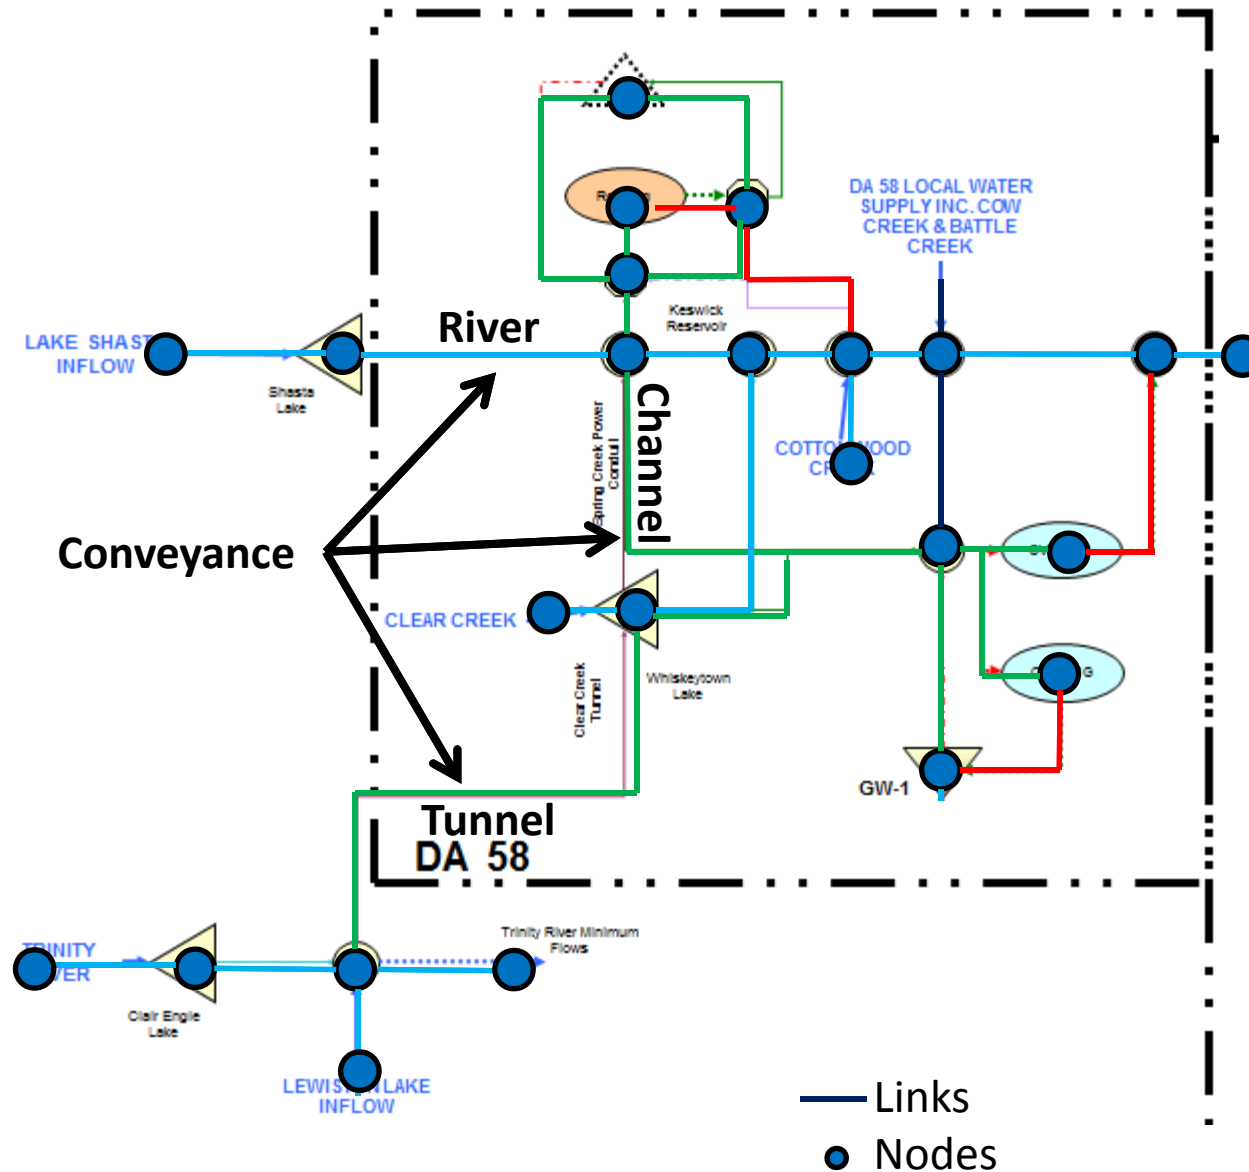 DA 58 LOCAL WATER
SUPPLY INC. COW
CREEK & BATTLE
CREEK
Keswick
Reservoir
River
LAKE SHAST
INFLOW
Shasta
Lake
Channel
Spring Creek Power
Conduit
Conveyance
CLEAR CREEK
Whiskeytown
Lake
Clear Creek
Tunnel
GW-1
Tunnel
DA 58
Trinity River Minimum
Flows
Clair Engle
Lake
LAKE
INFLOW
Links
Nodes